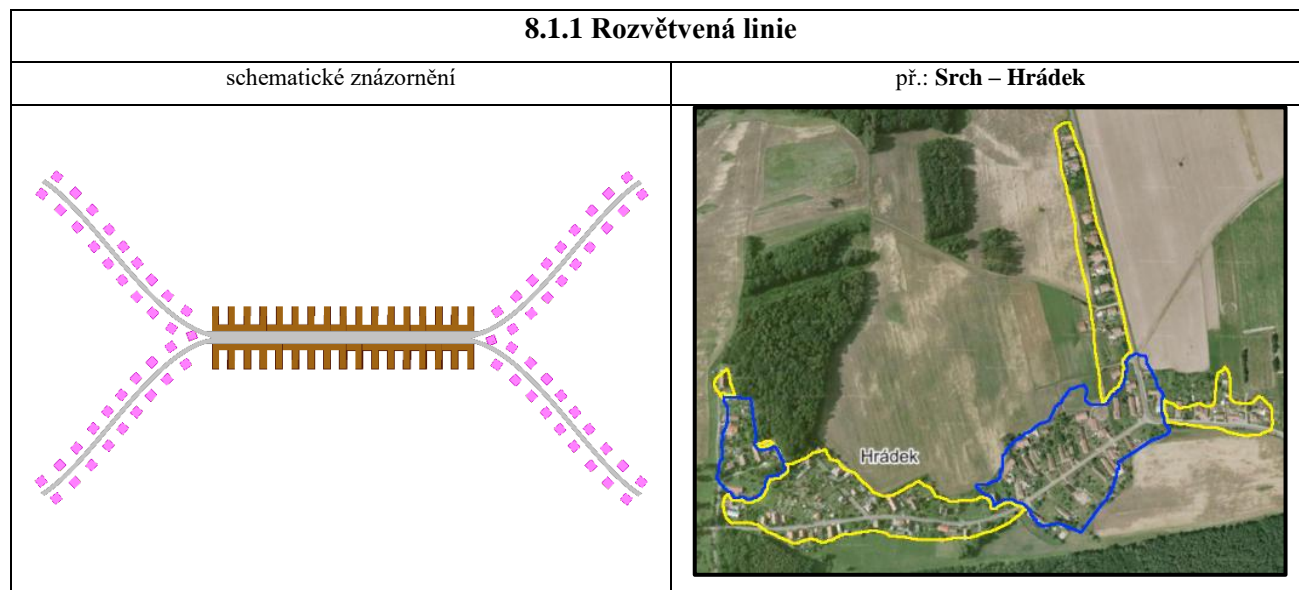 8.1.1 Rozvětvená linie
schematické znázornění
př.: Srch – Hrádek
Hrádek